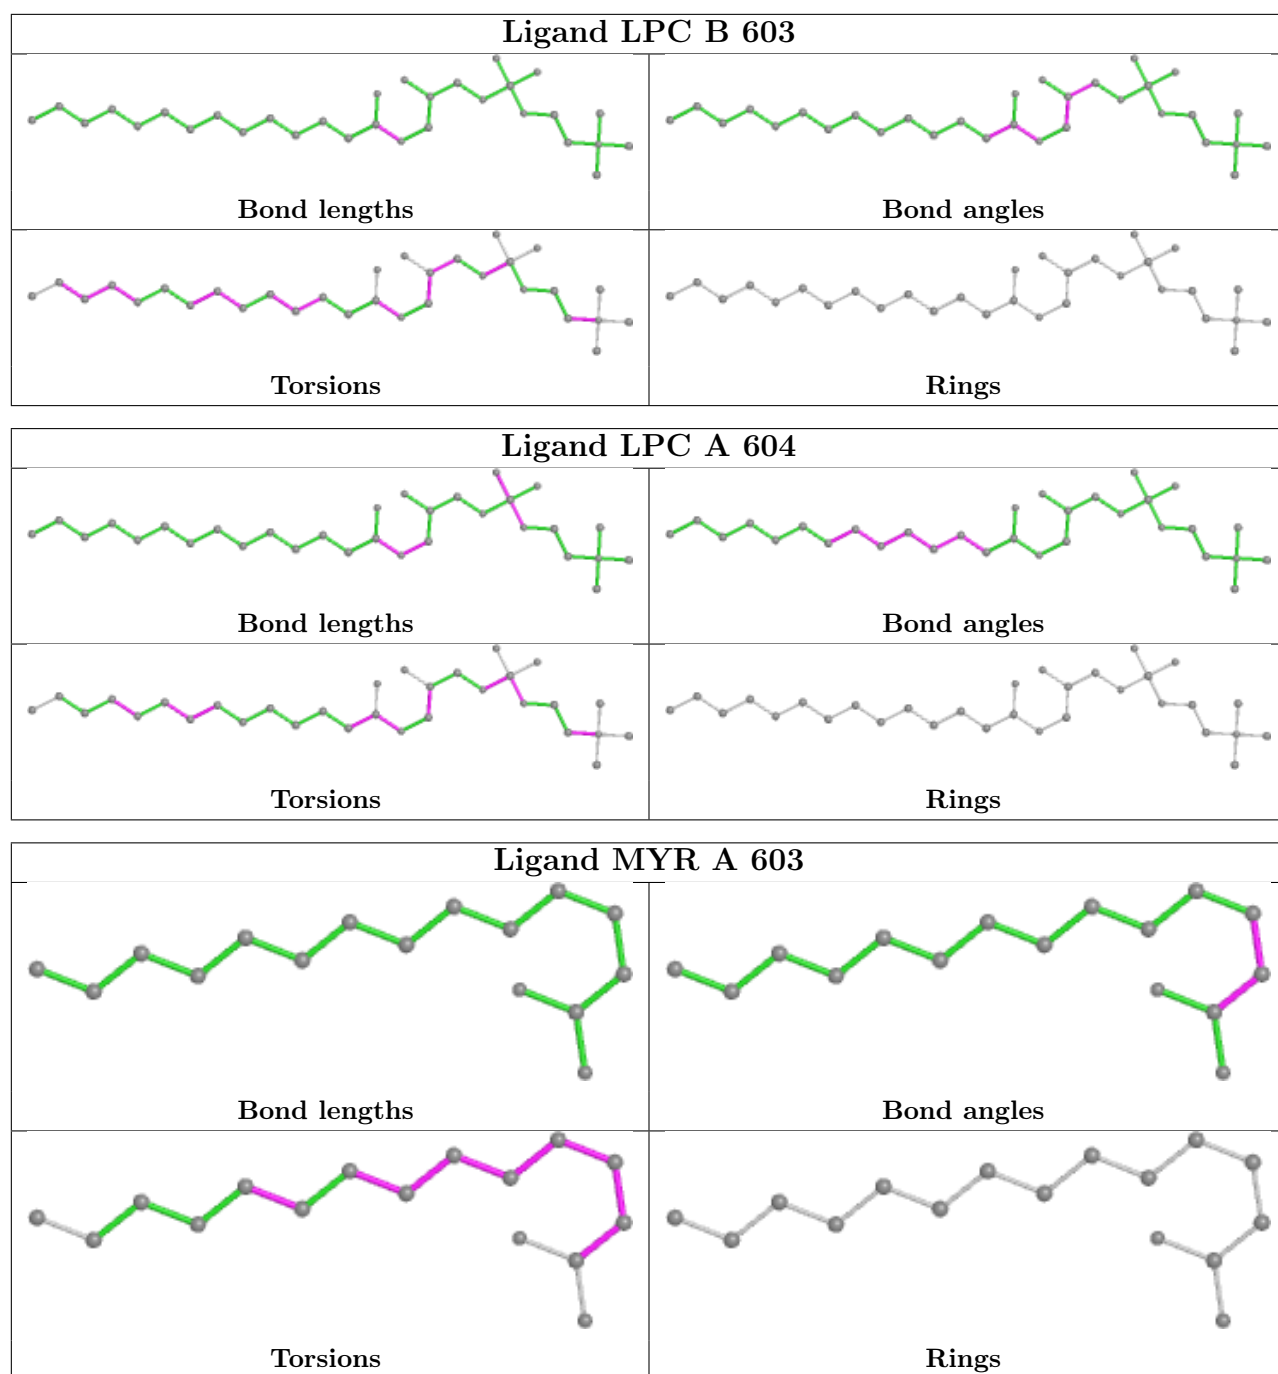 Ligand LPC B 603
Bond lengths
Bond angles
Torsions
Rings
Ligand LPC A 604
Bond lengths
Bond angles
Torsions
Rings
Ligand MYR A 603
Bond lengths
Bond angles
Torsions
Rings